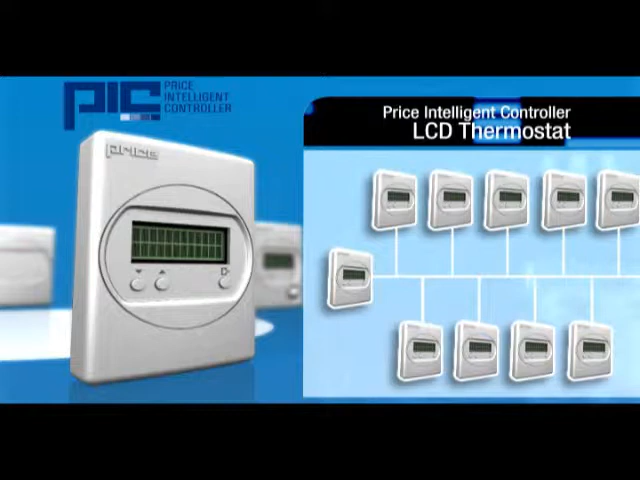 PIC
PRICE
INTELLIGENT
CONTROLLER
Price Intelligent Controller
LCD Thermostat
PRICE